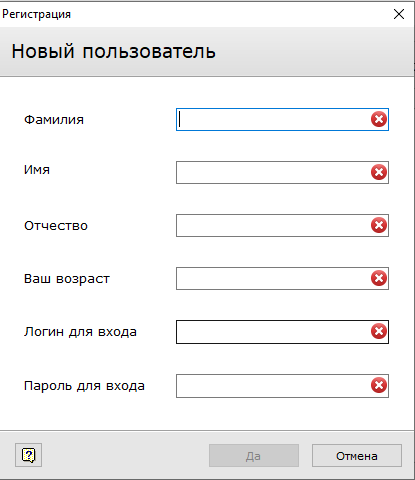 Регистрация
Новый пользователь
Фамилия
Имя
Отчество
Ваш возраст
Логин для входа
Пароль для входа
?
Да
Отмена